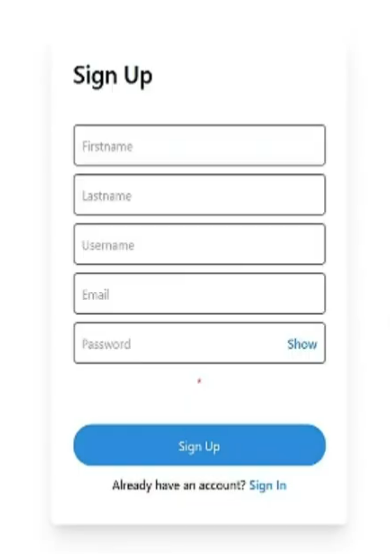 Sign Up
Firstname
Lastname
Username
Email
Password Show
*
Sign Up
Already have an account? Sign In